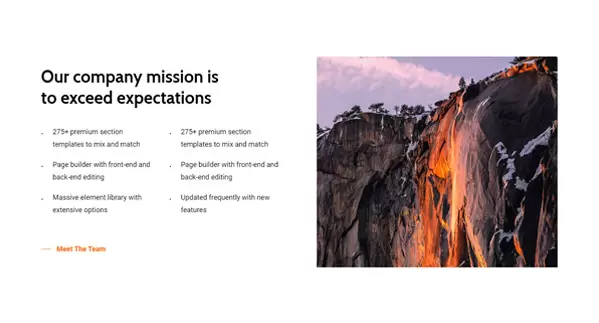 Our company mission is
to exceed expectations
275+ premium section
templates to mix and match
Page builder with front-end and
back-end editing
Massive element library with
extensive options
275+ premium section
templates to mix and match
Page builder with front-end and
back-end editing
Updated frequently with new
features
Meet The Team